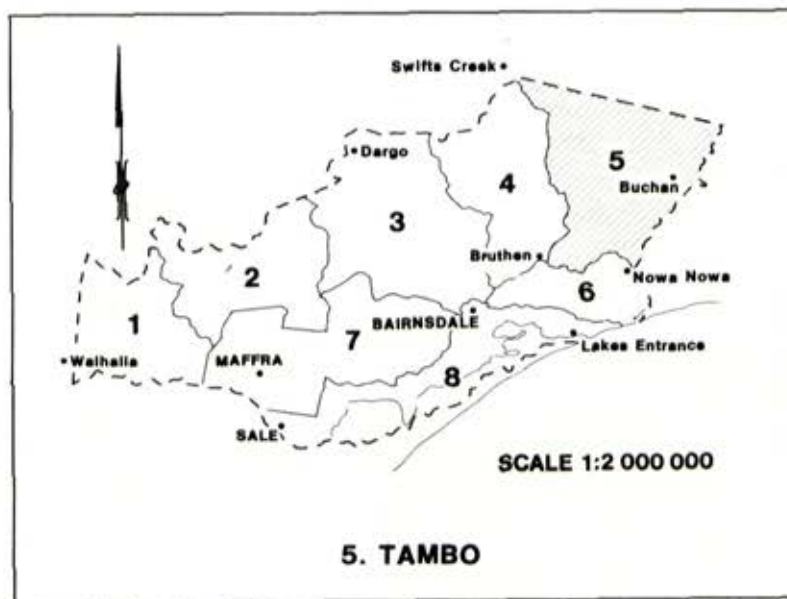 Swifts Creek
Dargo
5
4
Buchan
3
Bruthen
2
Nowa Nowa
6
1
BAIRNSDALE
7
Lakes Entrance
Walhalla
MAFFRA
8
SALE
SCALE 1:2 000 000
5. TAMBO